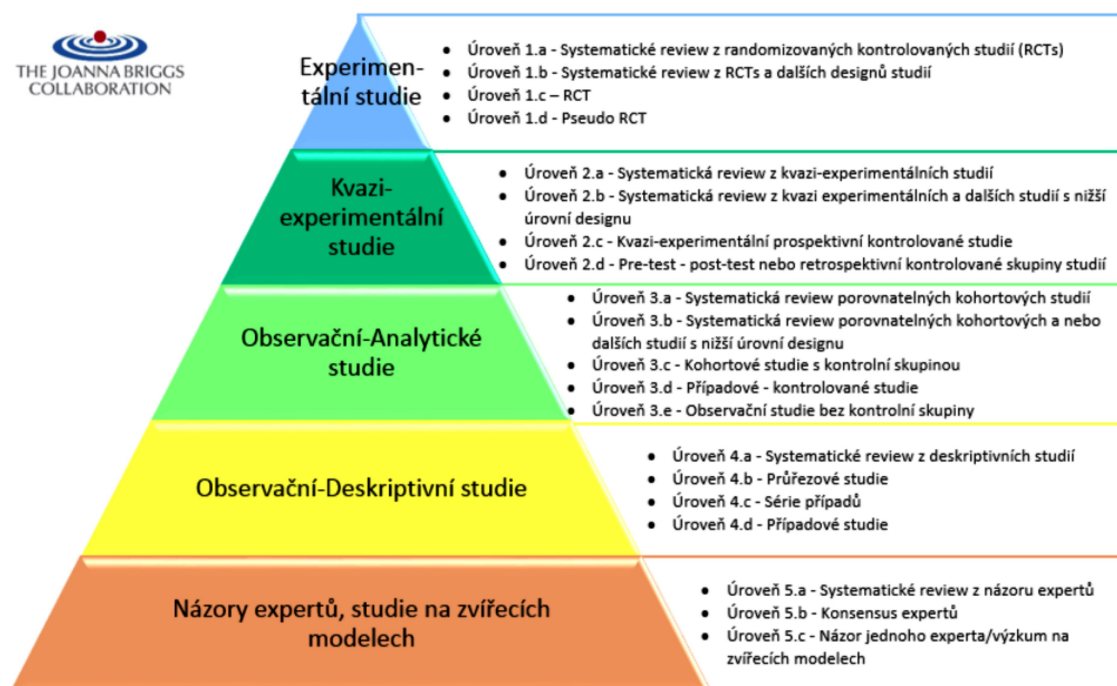 THE JOANNA BRIGGS
COLLABORATION
Experimen-
tální studie
• Úroveň 1.a - Systematické review z randomizovaných kontrolovaných studií (RCTs)
• Úroveň 1.b - Systematické review z RCTs a dalších designů studií
• Úroveň 1.c – RCT
• Úroveň 1.d - Pseudo RCT
Kvazi-
experimentální
studie
• Úroveň 2.a - Systematická review z kvazi-experimentálních studií
• Úroveň 2.b - Systematická review z kvazi experimentálních a dalších studií s nižší
úrovní designu
• Úroveň 2.c - Kvazi-experimentální prospektivní kontrolované studie
• Úroveň 2.d - Pre-test - post-test nebo retrospektivní kontrolované skupiny studií
Observační-Analytické
studie
• Úroveň 3.a - Systematická review porovnatelných kohortových studií
• Úroveň 3.b - Systematická review porovnatelných kohortových a nebo
dalších studií s nižší úrovní designu
• Úroveň 3.c - Kohortové studie s kontrolní skupinou
• Úroveň 3.d - Případové - kontrolované studie
• Úroveň 3.e - Observační studie bez kontrolní skupiny
Observační-Deskriptivní studie
• Úroveň 4.a - Systematické review z deskriptivních studií
• Úroveň 4.b - Průřezové studie
• Úroveň 4.c - Série případů
• Úroveň 4.d - Případové studie
Názory expertů, studie na zvířecích
modelech
• Úroveň 5.a - Systematické review z názoru expertů
• Úroveň 5.b - Konsensus expertů
• Úroveň 5.c - Názor jednoho experta/výzkum na
zvířecích modelech